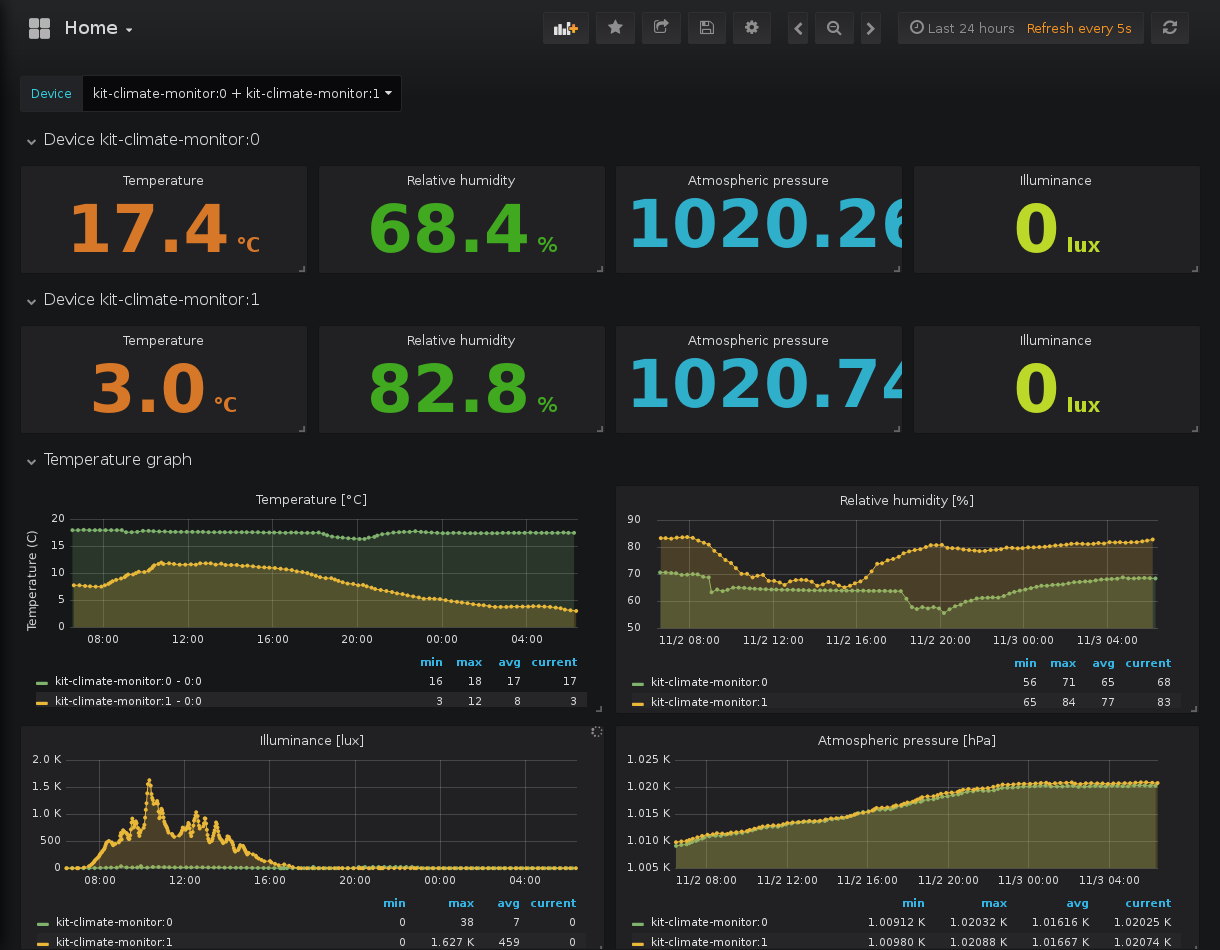 Home
Last 24 hours Refresh every 5s
Device kit-climate-monitor:0 + kit-climate-monitor:1
Device kit-climate-monitor:0
Temperature Relative humidity Atmospheric pressure Illuminance
17.4 °C 68.4 % 1020.26 0 lux
Device kit-climate-monitor:1
Temperature Relative humidity Atmospheric pressure Illuminance
3.0 °C 82.8 % 1020.74 0 lux
Temperature graph
Temperature [°C]
Temperature (C)
20
15
10
5
0
08:00 12:00 16:00 20:00 00:00 04:00
min max avg current
kit-climate-monitor:0 - 0:0 16 18 17 17
kit-climate-monitor:1 - 0:0 3 12 8 3
Relative humidity [%]
90
80
70
60
50
11/2 08:00 11/2 12:00 11/2 16:00 11/2 20:00 11/3 00:00 11/3 04:00
min max avg current
kit-climate-monitor:0 56 71 65 68
kit-climate-monitor:1 65 84 77 83
Illuminance [lux]
2.0 K
1.5 K
1.0 K
500
0
08:00 12:00 16:00 20:00 00:00 04:00
min max avg current
kit-climate-monitor:0 0 38 7 0
kit-climate-monitor:1 0 1.627 K 459 0
Atmospheric pressure [hPa]
1.025 K
1.020 K
1.015 K
1.010 K
1.005 K
11/2 08:00 11/2 12:00 11/2 16:00 11/2 20:00 11/3 00:00 11/3 04:00
min max avg current
kit-climate-monitor:0 1.00912 K 1.02032 K 1.01616 K 1.02025 K
kit-climate-monitor:1 1.00980 K 1.02088 K 1.01667 K 1.02074 K